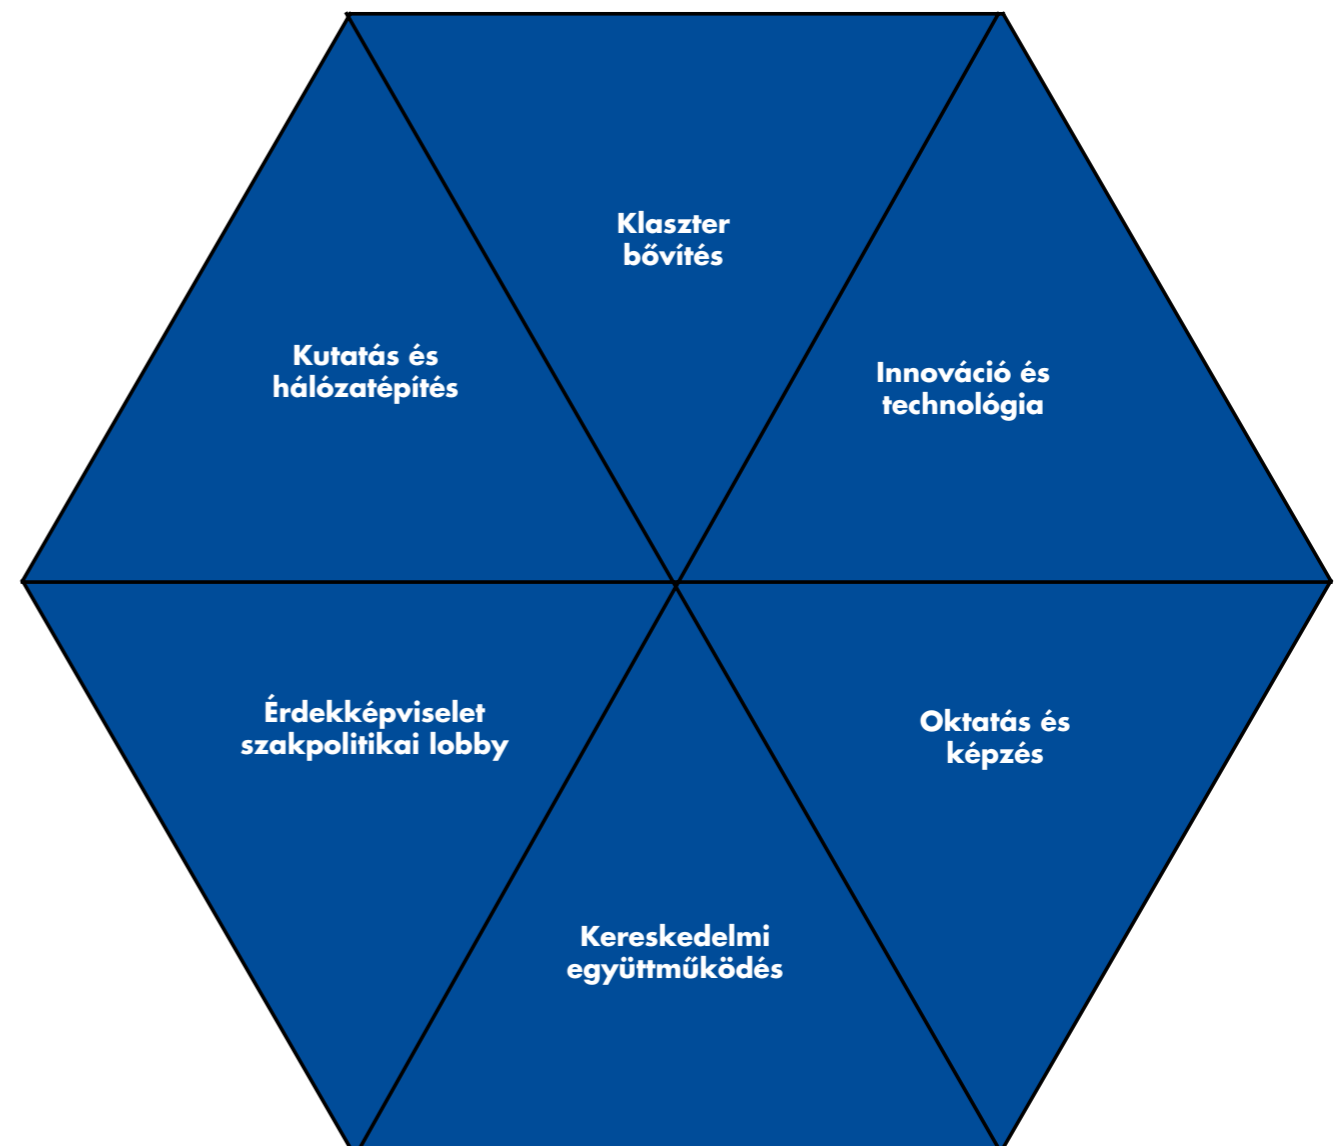 Klaszter
bővítés
Kutatás és
hálózatépítés
Innováció és
technológia
Érdekképviselet
szakpolitikai lobby
Oktatás és
képzés
Kereskedelmi
együttműködés